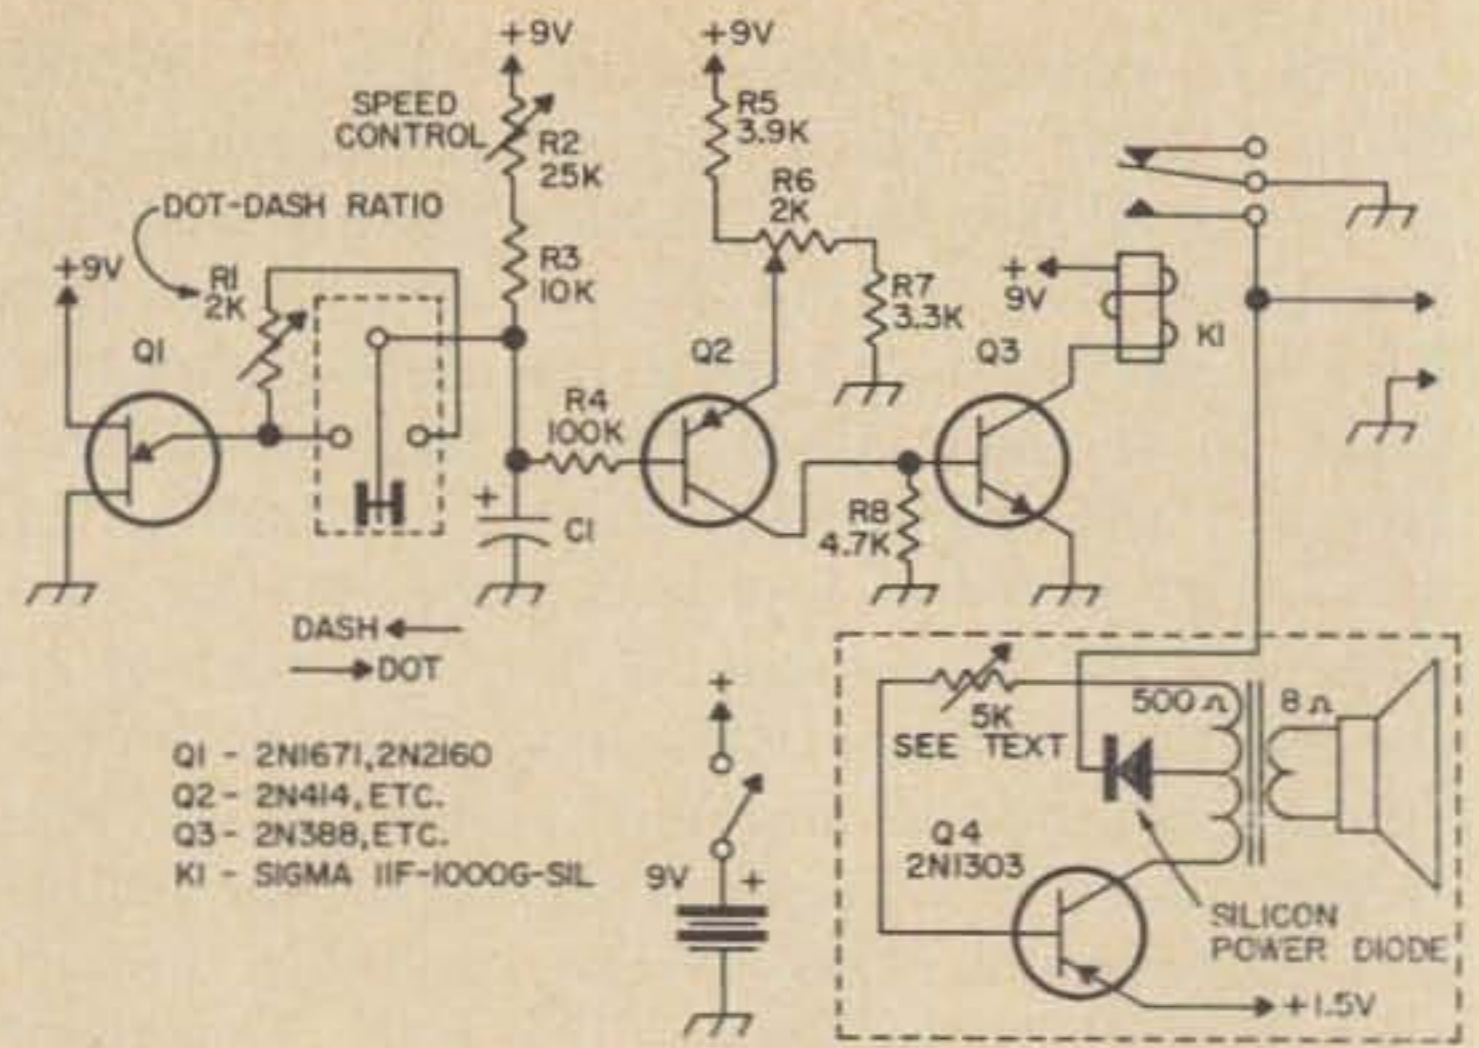 +9V
+9V
SPEED
CONTROL
R2
25K
R5
3.9K
R6
2K
DOT-DASH RATIO
+9V
R1
2K
R3
10K
R7
3.3K
+
9V
K1
Q1
Q2
Q3
R4
100K
+
C1
R8
4.7K
DASH
DOT
+
5K
SEE TEXT
500Ω
8Ω
Q1 - 2N1671,2N2160
Q2 - 2N414,ETC.
Q3 - 2N388,ETC.
K1 - SIGMA 11F-1000G-SIL
9V
+
Q4
2N1303
SILICON
POWER DIODE
+1.5V